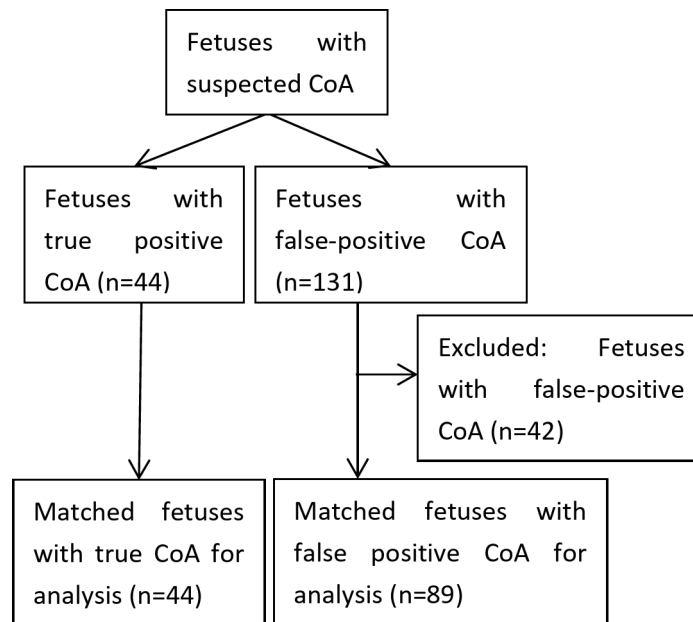 Fetuses with
suspected CoA
Fetuses with
true positive
CoA (n=44)
Fetuses with
false-positive CoA
(n=131)
Excluded: Fetuses
with false-positive
CoA (n=42)
Matched fetuses
with true CoA for
analysis (n=44)
Matched fetuses with
false positive CoA for
analysis (n=89)